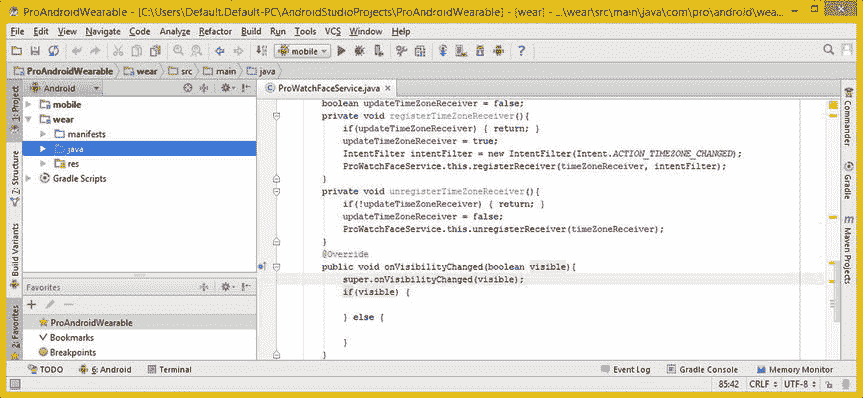 ProAndroidWearable - [C:\Users\Default.Default-PC\AndroidStudioProjects\ProAndroidWearable] - [wear] - ...\wear\src\main\java\com\pro\android\wea...
File Edit View Navigate Code Analyze Refactor Build Run Tools VCS Window Help
mobile
ProAndroidWearable wear src main java
1: Project
7: Structure
Build Variants
2: Favorites
Android
mobile
wear
manifests
java
res
Gradle Scripts
Favorites
ProAndroidWearable
Bookmarks
Breakpoints
ProWatchFaceService.java
boolean updateTimeZoneReceiver = false;
private void registerTimeZoneReceiver(){
if(updateTimeZoneReceiver) { return; }
updateTimeZoneReceiver = true;
IntentFilter intentFilter = new IntentFilter(Intent.ACTION_TIMEZONE_CHANGED);
ProWatchFaceService.this.registerReceiver(timeZoneReceiver, intentFilter);
}
private void unregisterTimeZoneReceiver(){
if(!updateTimeZoneReceiver) { return; }
updateTimeZoneReceiver = false;
ProWatchFaceService.this.unregisterReceiver(timeZoneReceiver);
}
@Override
public void onVisibilityChanged(boolean visible){
super.onVisibilityChanged(visible);
if(visible) {
} else {
}
}
Commander
Gradle
Maven Projects
TODO 6: Android Terminal Event Log Gradle Console Memory Monitor
85:42 CRLF UTF-8